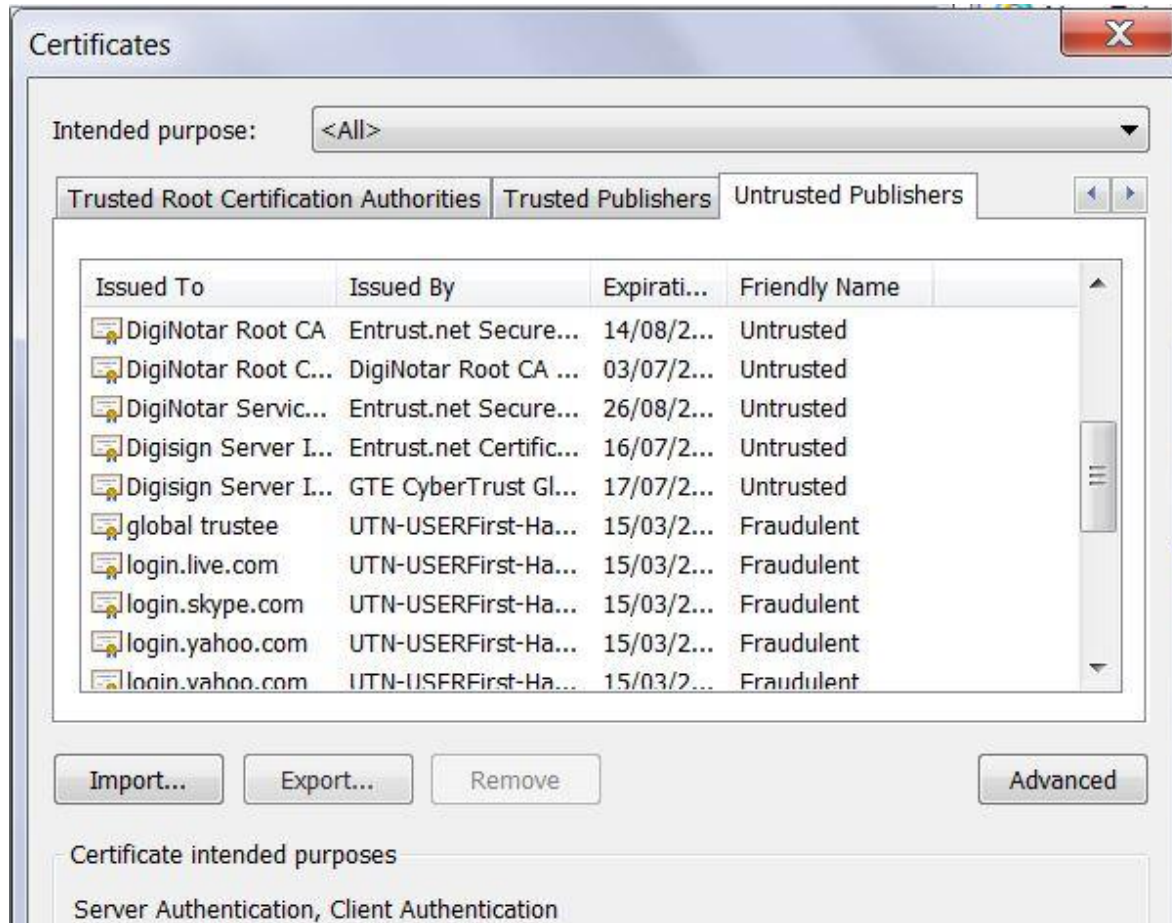 Certificates
Intended purpose: <All>
Trusted Root Certification Authorities Trusted Publishers Untrusted Publishers
Issued To Issued By Expirati... Friendly Name
DigiNotar Root CA Entrust.net Secure... 14/08/2... Untrusted
DigiNotar Root C... DigiNotar Root CA ... 03/07/2... Untrusted
DigiNotar Servic... Entrust.net Secure... 26/08/2... Untrusted
Digisign Server I... Entrust.net Certific... 16/07/2... Untrusted
Digisign Server I... GTE CyberTrust Gl... 17/07/2... Untrusted
global trustee UTN-USERFirst-Ha... 15/03/2... Fraudulent
login.live.com UTN-USERFirst-Ha... 15/03/2... Fraudulent
login.skype.com UTN-USERFirst-Ha... 15/03/2... Fraudulent
login.yahoo.com UTN-USERFirst-Ha... 15/03/2... Fraudulent
login.yahoo.com UTN-USERFirst-Ha... 15/03/2... Fraudulent
Import... Export... Remove Advanced
Certificate intended purposes
Server Authentication, Client Authentication